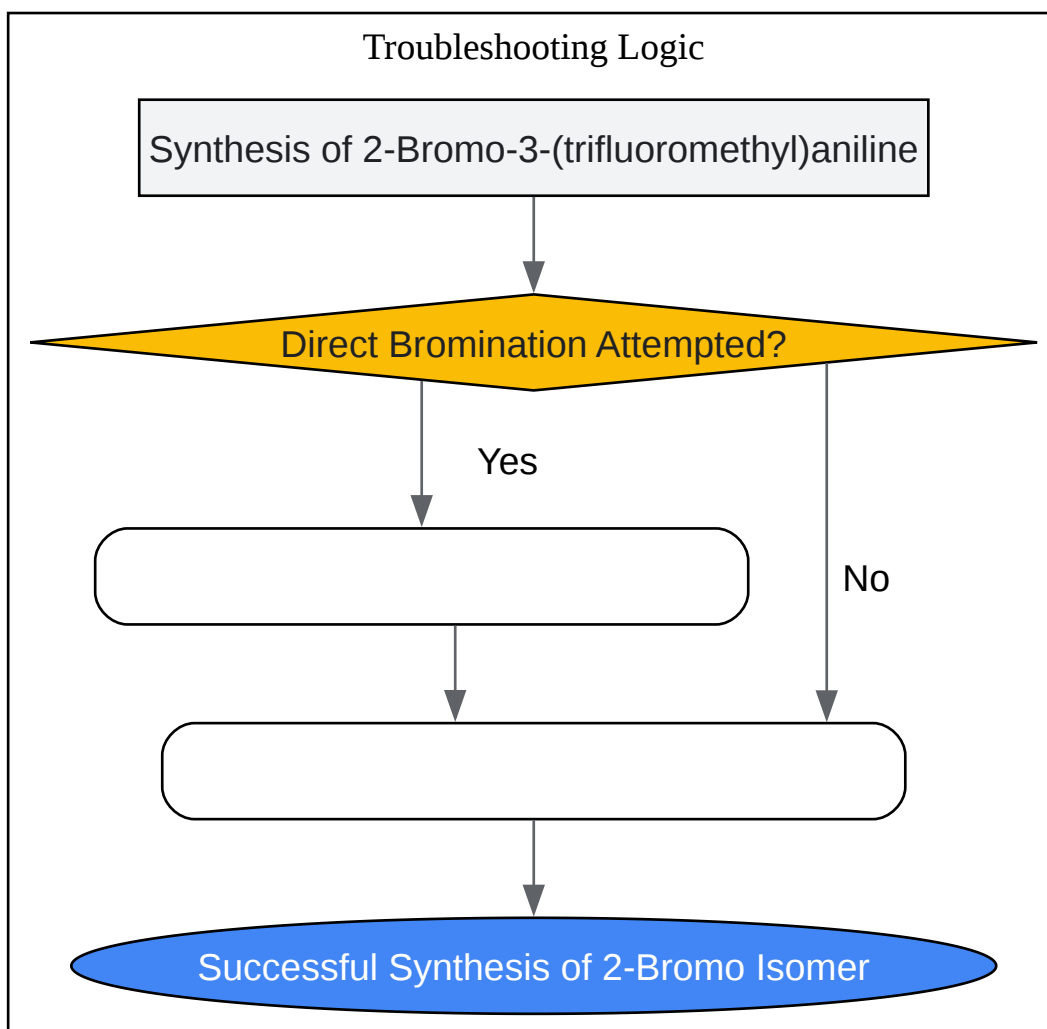 Troubleshooting Logic
Synthesis of 2-Bromo-3-(trifluoromethyl)aniline
Direct Bromination Attempted?
Yes
No
Successful Synthesis of 2-Bromo Isomer